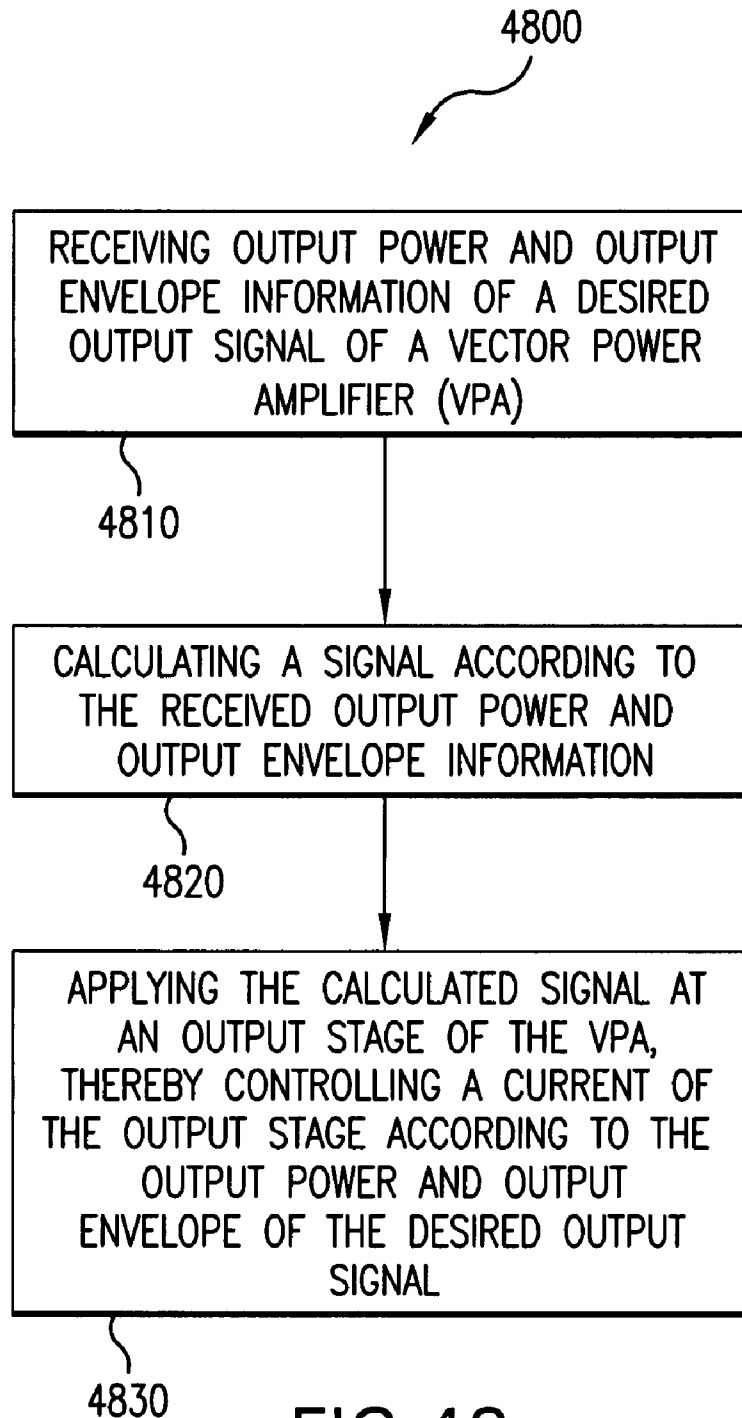 4800
RECEIVING OUTPUT POWER AND OUTPUT
ENVELOPE INFORMATION OF A DESIRED
OUTPUT SIGNAL OF A VECTOR POWER
AMPLIFIER (VPA)
4810
CALCULATING A SIGNAL ACCORDING TO
THE RECEIVED OUTPUT POWER AND
OUTPUT ENVELOPE INFORMATION
4820
APPLYING THE CALCULATED SIGNAL AT
AN OUTPUT STAGE OF THE VPA,
THEREBY CONTROLLING A CURRENT OF
THE OUTPUT STAGE ACCORDING TO THE
OUTPUT POWER AND OUTPUT
ENVELOPE OF THE DESIRED OUTPUT
SIGNAL
4830